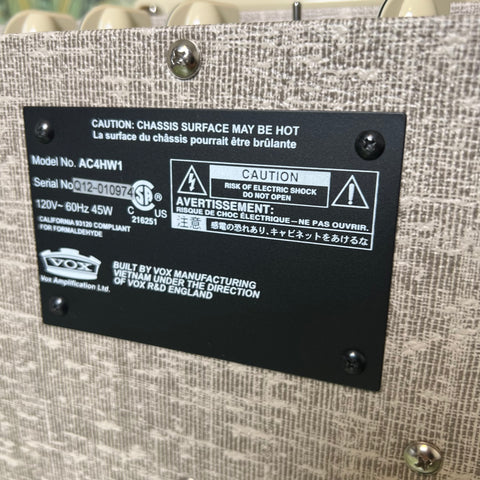 CAUTION: CHASSIS SURFACE MAY BE HOT
La surface du châssis pourrait être brûlante
Model No. AC4HW1
Serial No Q12-010974
120V~ 60Hz 45W
C US
216251
CALIFORNIA 93120 COMPLIANT
FOR FORMALDEHYDE
CAUTION
RISK OF ELECTRIC SHOCK
DO NOT OPEN
AVERTISSEMENT:
RISQUE DE CHOC ÉLECTRIQUE–NE PAS OUVRIR.
注意 感電の恐れあり、キャビネットをあけるな
VOX
Vox Amplification Ltd.
BUILT BY VOX MANUFACTURING
VIETNAM UNDER THE DIRECTION
OF VOX R&D ENGLAND